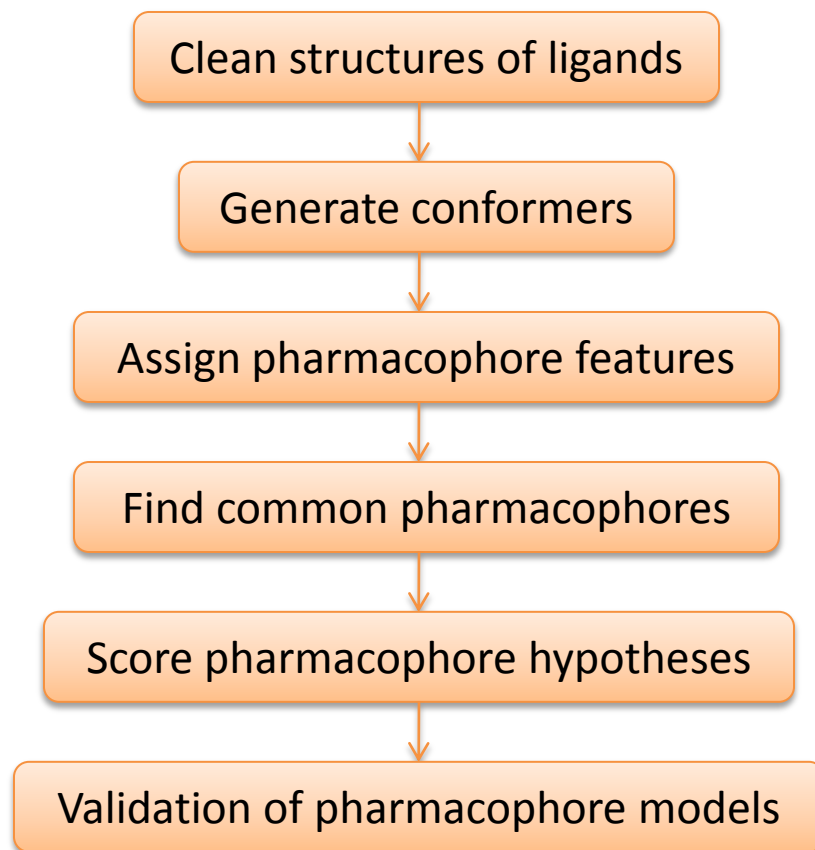 Clean structures of ligands
Generate conformers
Assign pharmacophore features
Find common pharmacophores
Score pharmacophore hypotheses
Validation of pharmacophore models